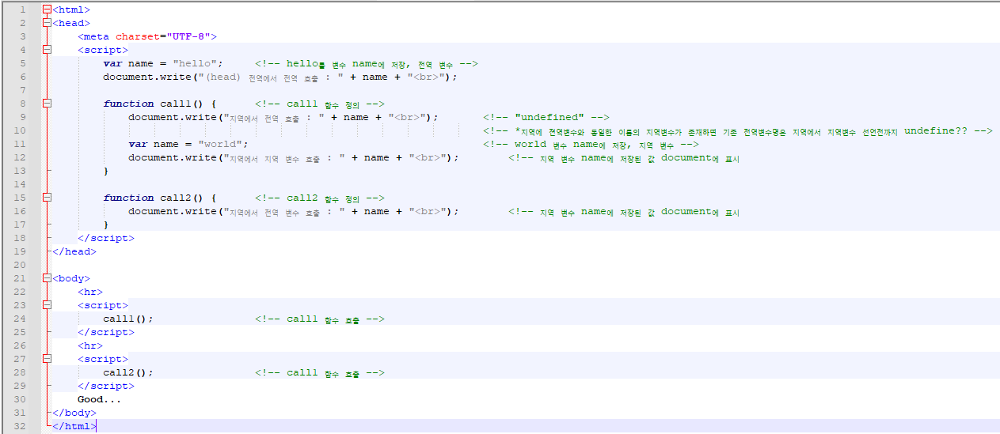 1 <html>
2 <head>
3 <meta charset="UTF-8">
4 <script>
5 var name = "hello"; <!-- hello를 변수 name에 저장, 전역 변수 -->
6 document.write("(head) 전역에서 전역 호출 : " + name + "<br>");
7
8 function call1() { <!-- call1 함수 정의 -->
9 document.write("지역에서 전역 호출 : " + name + "<br>"); <!-- "undefined" -->
10 <!-- *지역에 전역변수와 동일한 이름의 지역변수가 존재하면 기존 전역변수명은 지역에서 지역변수 선언전까지 undefine?? -->
11 var name = "world"; <!-- world 변수 name에 저장, 지역 변수 -->
12 document.write("지역에서 지역 변수 호출 : " + name + "<br>"); <!-- 지역 변수 name에 저장된 값 document에 표시
13 }
14
15 function call2() { <!-- call2 함수 정의 -->
16 document.write("지역에서 전역 변수 호출 : " + name + "<br>"); <!-- 지역 변수 name에 저장된 값 document에 표시
17 }
18 </script>
19 </head>
20
21 <body>
22 <hr>
23 <script>
24 call1(); <!-- call1 함수 호출 -->
25 </script>
26 <hr>
27 <script>
28 call2(); <!-- call1 함수 호출 -->
29 </script>
30 Good...
31 </body>
32 </html>